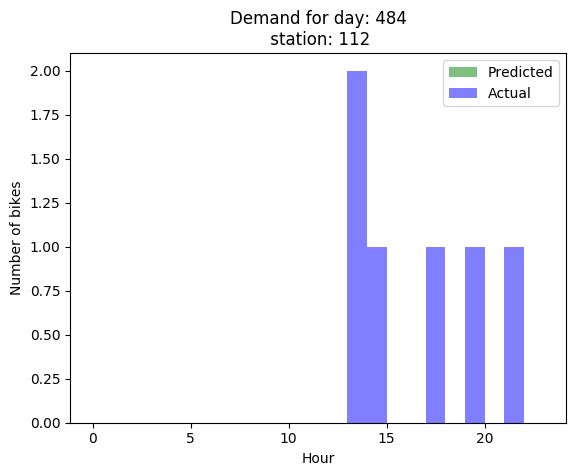 Demand for day: 484
station: 112
Predicted
Actual
Number of bikes
2.00
1.75
1.50
1.25
1.00
0.75
0.50
0.25
0.00
0 5 10 15 20
Hour